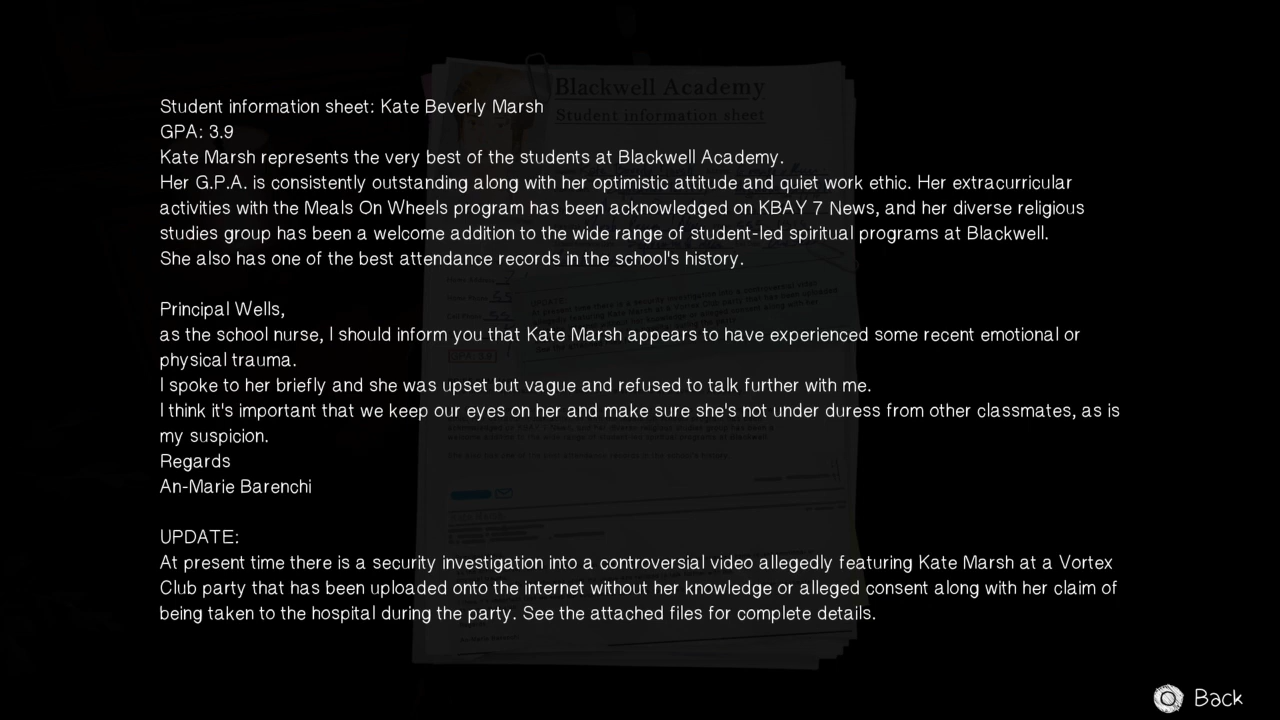 Blackwell Academy
Student information sheet
Student information sheet: Kate Beverly Marsh
GPA: 3.9
Kate Marsh represents the very best of the students at Blackwell Academy.
Her G.P.A. is consistently outstanding along with her optimistic attitude and quiet work ethic. Her extracurricular
activities with the Meals On Wheels program has been acknowledged on KBAY 7 News, and her diverse religious
studies group has been a welcome addition to the wide range of student-led spiritual programs at Blackwell.
She also has one of the best attendance records in the school's history.
Principal Wells,
as the school nurse, I should inform you that Kate Marsh appears to have experienced some recent emotional or
physical trauma.
I spoke to her briefly and she was upset but vague and refused to talk further with me.
I think it's important that we keep our eyes on her and make sure she's not under duress from other classmates, as is
my suspicion.
Regards
An-Marie Barenchi
UPDATE:
At present time there is a security investigation into a controversial video allegedly featuring Kate Marsh at a Vortex
Club party that has been uploaded onto the internet without her knowledge or alleged consent along with her claim of
being taken to the hospital during the party. See the attached files for complete details.
Back